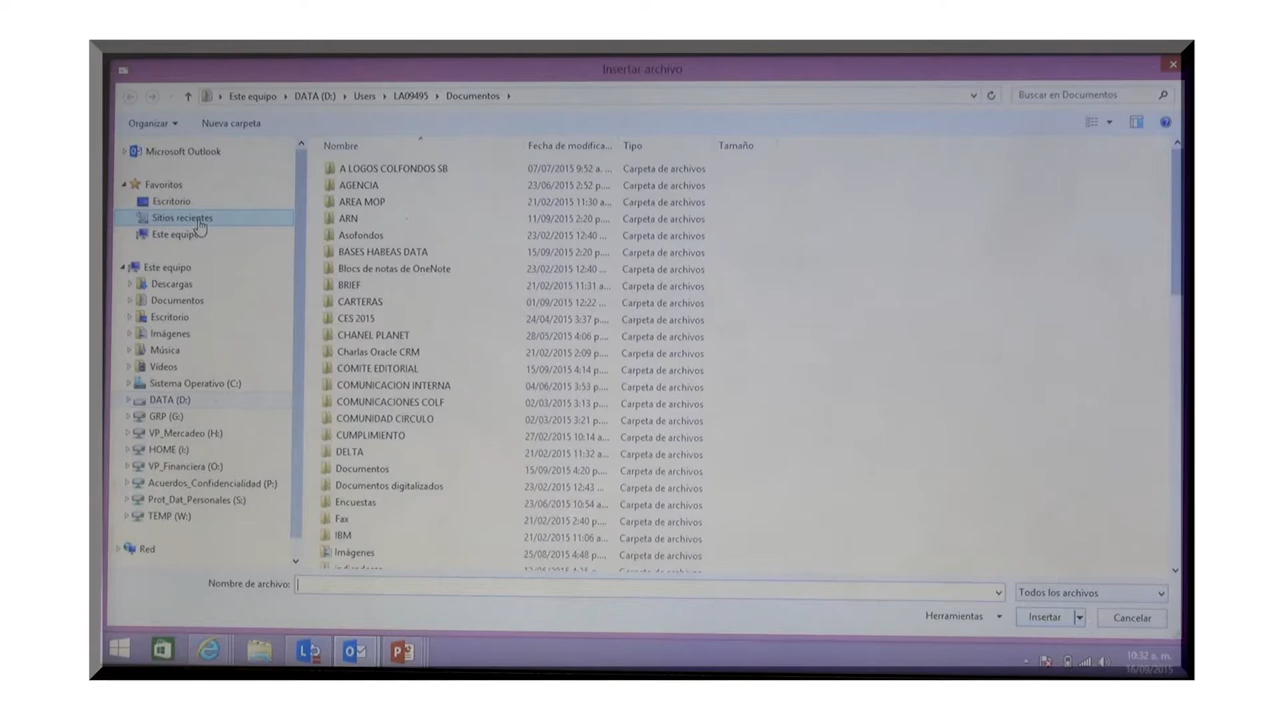 Insertar archivo
Este equipo DATA (D:) Users LA09495 Documentos
Buscar en Documentos
Organizar Nueva carpeta
Microsoft Outlook
Favoritos
Escritorio
Sitios recientes
Este equipo
Este equipo
Descargas
Documentos
Escritorio
Imágenes
Música
Vídeos
Sistema Operativo (C:)
DATA (D:)
GRP (G:)
VP_Mercadeo (H:)
HOME (I:)
VP_Financiera (O:)
Acuerdos_Confidencialidad (P:)
Prot_Dat_Personales (S:)
TEMP (W:)
Red
Nombre Fecha de modifica... Tipo Tamaño
A LOGOS COLFONDOS SB 07/07/2015 9:52 a... Carpeta de archivos
AGENCIA 23/06/2015 2:52 p... Carpeta de archivos
AREA MOP 21/02/2015 11:30 a... Carpeta de archivos
ARN 11/09/2015 2:20 p... Carpeta de archivos
Asofondos 23/02/2015 12:40 ... Carpeta de archivos
BASES HABEAS DATA 15/09/2015 2:20 p... Carpeta de archivos
Blocs de notas de OneNote 23/02/2015 12:40 ... Carpeta de archivos
BRIEF 21/02/2015 11:31 a... Carpeta de archivos
CARTERAS 01/09/2015 12:22 ... Carpeta de archivos
CES 2015 24/04/2015 3:37 p... Carpeta de archivos
CHANEL PLANET 28/05/2015 4:06 p... Carpeta de archivos
Charlas Oracle CRM 21/02/2015 2:09 p... Carpeta de archivos
COMITE EDITORIAL 15/09/2015 4:14 p... Carpeta de archivos
COMUNICACION INTERNA 04/06/2015 3:53 p... Carpeta de archivos
COMUNICACIONES COLF 02/03/2015 3:13 p... Carpeta de archivos
COMUNIDAD CIRCULO 02/03/2015 3:21 p... Carpeta de archivos
CUMPLIMIENTO 27/02/2015 10:14 a... Carpeta de archivos
DELTA 21/02/2015 11:32 a... Carpeta de archivos
Documentos 15/09/2015 4:20 p... Carpeta de archivos
Documentos digitalizados 23/02/2015 12:43 ... Carpeta de archivos
Encuestas 23/06/2015 10:54 a... Carpeta de archivos
Fax 21/02/2015 2:40 p... Carpeta de archivos
IBM 21/02/2015 11:06 a... Carpeta de archivos
Imágenes 25/08/2015 4:48 p... Carpeta de archivos
Nombre de archivo: Todos los archivos
Herramientas Insertar Cancelar
10:32 a. m.
16/09/2015